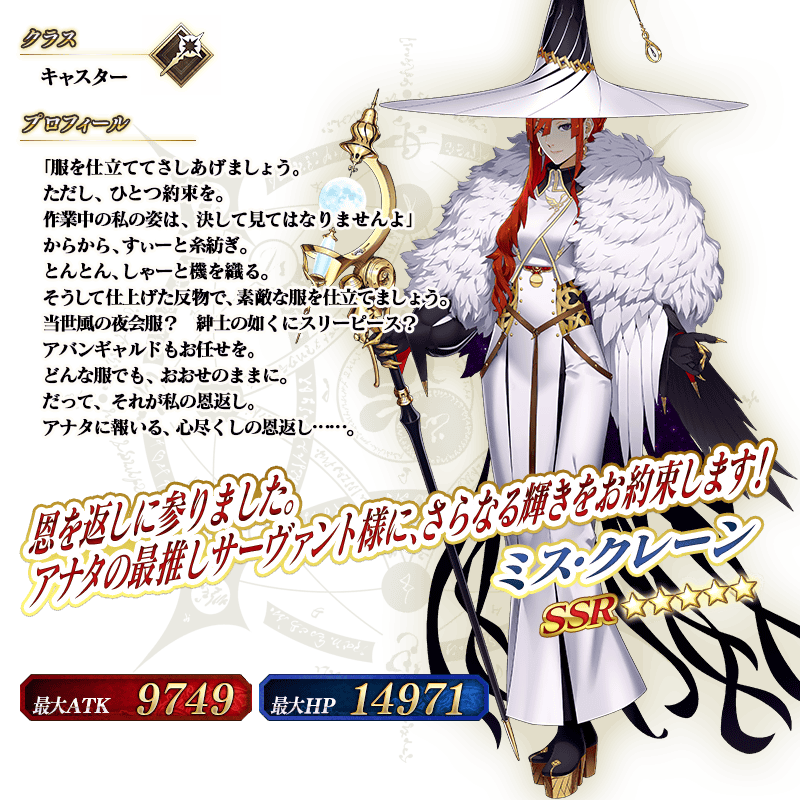 クラス
キャスター
プロフィール
「服を仕立ててさしあげましょう。
ただし、ひとつ約束を。
作業中の私の姿は、決して見てはなりませんよ」
からから、すぃーと糸紡ぎ。
とんとん、しゃーと機を織る。
そうして仕上げた反物で、素敵な服を仕立てましょう。
当世風の夜会服？　紳士の如くにスリーピース？
アバンギャルドもお任せを。
どんな服でも、おおせのままに。
だって、それが私の恩返し。
アナタに報いる、心尽くしの恩返し……。
恩を返しに参りました。
アナタの最推しサーヴァント様に、さらなる輝きをお約束します！
ミス・クレーン
SSR
最大ATK 9749
最大HP 14971